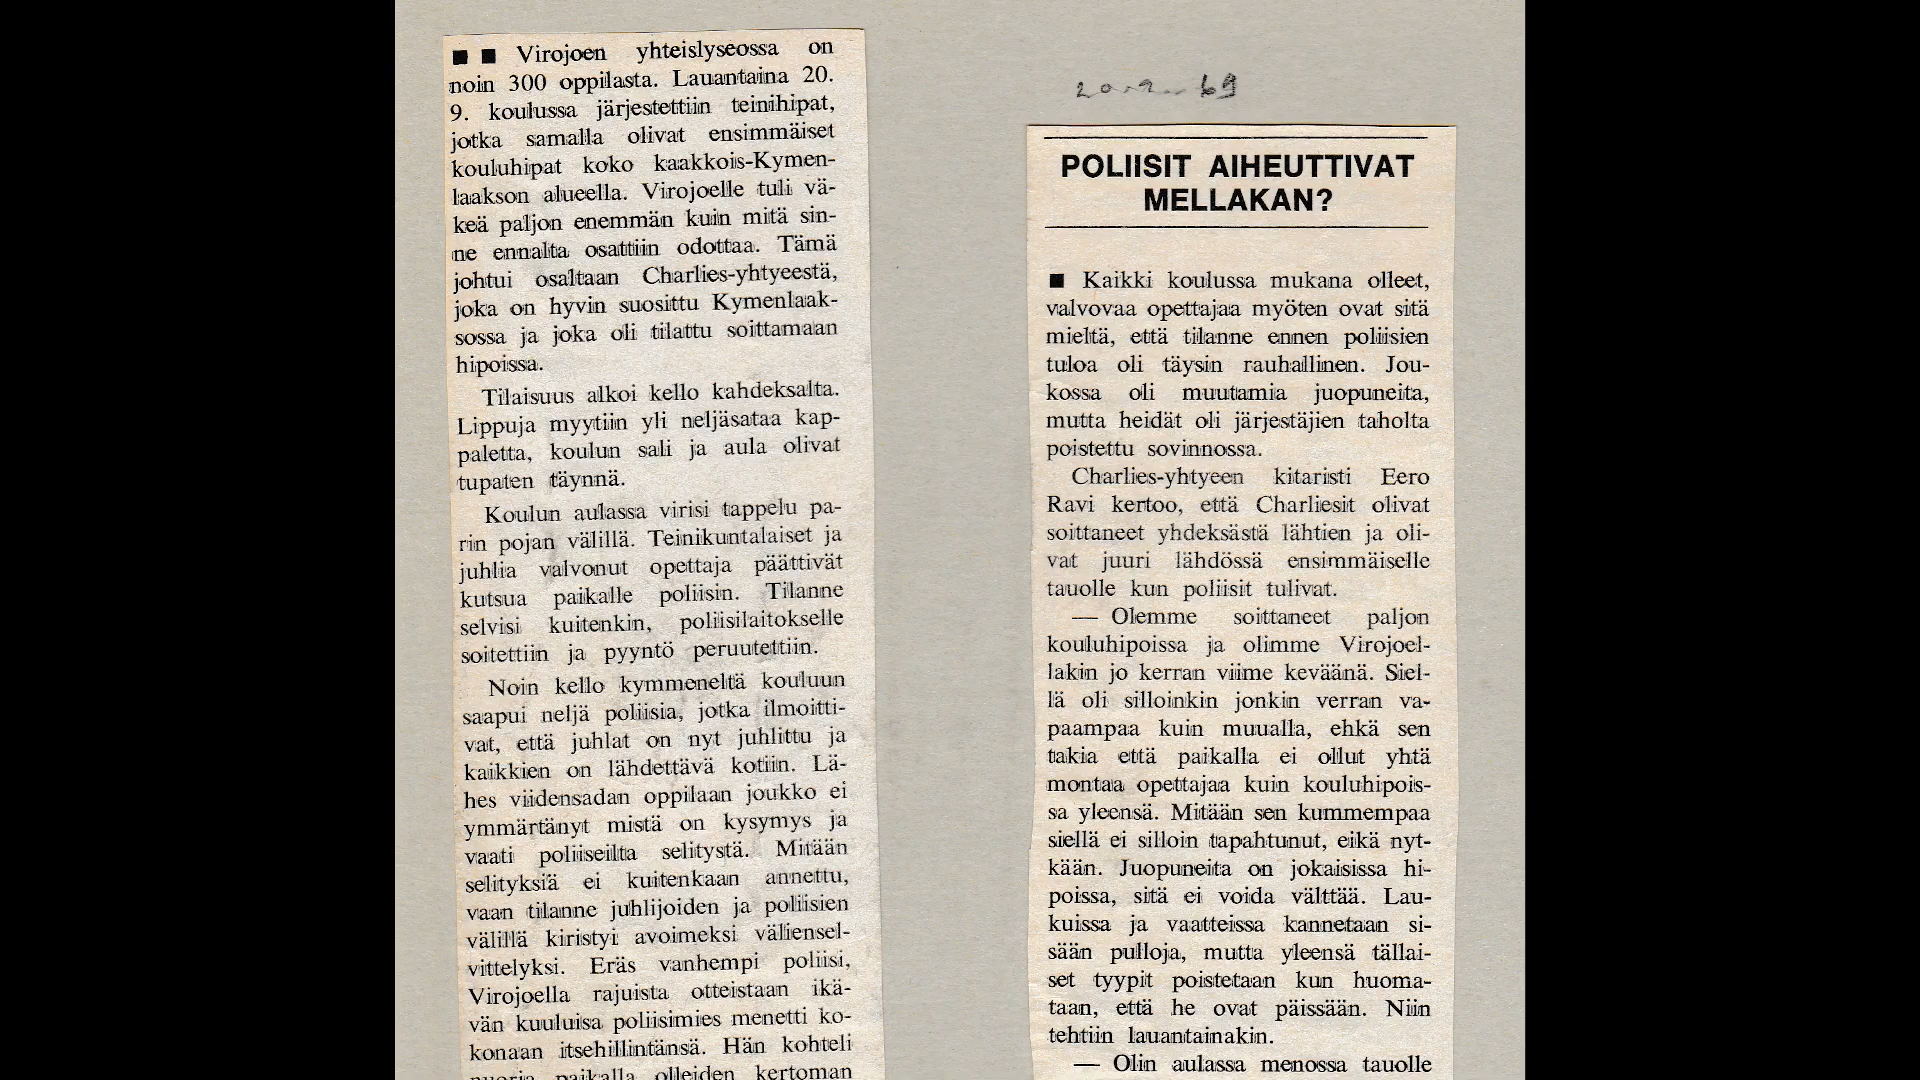 ■ ■ Virojoen yhteislyseossa on
noin 300 oppilasta. Lauantaina 20.
9. koulussa järjestettiin teinihipat,
jotka samalla olivat ensimmäiset
kouluhipat koko kaakkois-Kymen-
laakson alueella. Virojoelle tuli vä-
keä paljon enemmän kuin mitä sin-
ne ennalta osattiin odottaa. Tämä
johtui osaltaan Charlies-yhtyeestä,
joka on hyvin suosittu Kymenlaak-
sossa ja joka oli tilattu soittamaan
hipoissa.
Tilaisuus alkoi kello kahdeksalta.
Lippuja myytiin yli neljäsataa kap-
paletta, koulun sali ja aula olivat
tupaten täynnä.
Koulun aulassa virisi tappelu pa-
rin pojan välillä. Teinikuntalaiset ja
juhlia valvonut opettaja päättivät
kutsua paikalle poliisin. Tilanne
selvisi kuitenkin, poliisilaitokselle
soitettiin ja pyyntö peruutettiin.
Noin kello kymmeneltä kouluun
saapui neljä poliisia, jotka ilmoitti-
vat, että juhlat on nyt juhlittu ja
kaikkien on lähdettävä kotiin. Lä-
hes viidensadan oppilaan joukko ei
ymmärtänyt mistä on kysymys ja
vaati poliiseilta selitystä. Mitään
selityksiä ei kuitenkaan annettu,
vaan tilanne juhlijoiden ja poliisien
välillä kiristyi avoimeksi väliensel-
vittelyksi. Eräs vanhempi poliisi,
Virojoella rajuista otteistaan ikä-
vän kuuluisa poliisimies menetti ko-
konaan itsehillintänsä. Hän kohteli
nuoria paikalla olleiden kertoman
POLIISIT AIHEUTTIVAT
MELLAKAN?
■ Kaikki koulussa mukana olleet,
valvovaa opettajaa myöten ovat sitä
mieltä, että tilanne ennen poliisien
tuloa oli täysin rauhallinen. Jou-
kossa oli muutamia juopuneita,
mutta heidät oli järjestäjien taholta
poistettu sovinnossa.
Charlies-yhtyeen kitaristi Eero
Ravi kertoo, että Charliesit olivat
soittaneet yhdeksästä lähtien ja oli-
vat juuri lähdössä ensimmäiselle
tauolle kun poliisit tulivat.
— Olemme soittaneet paljon
kouluhipoissa ja olimme Virojoel-
lakin jo kerran viime keväänä. Siel-
lä oli silloinkin jonkin verran va-
paampaa kuin muualla, ehkä sen
takia että paikalla ei ollut yhtä
montaa opettajaa kuin kouluhipois-
sa yleensä. Mitään sen kummempaa
siellä ei silloin tapahtunut, eikä nyt-
kään. Juopuneita on jokaisissa hi-
poissa, sitä ei voida välttää. Lau-
kuissa ja vaatteissa kannetaan si-
sään pulloja, mutta yleensä tällai-
set tyypit poistetaan kun huoma-
taan, että he ovat päissään. Niin
tehtiin lauantainakin.
— Olin aulassa menossa tauolle